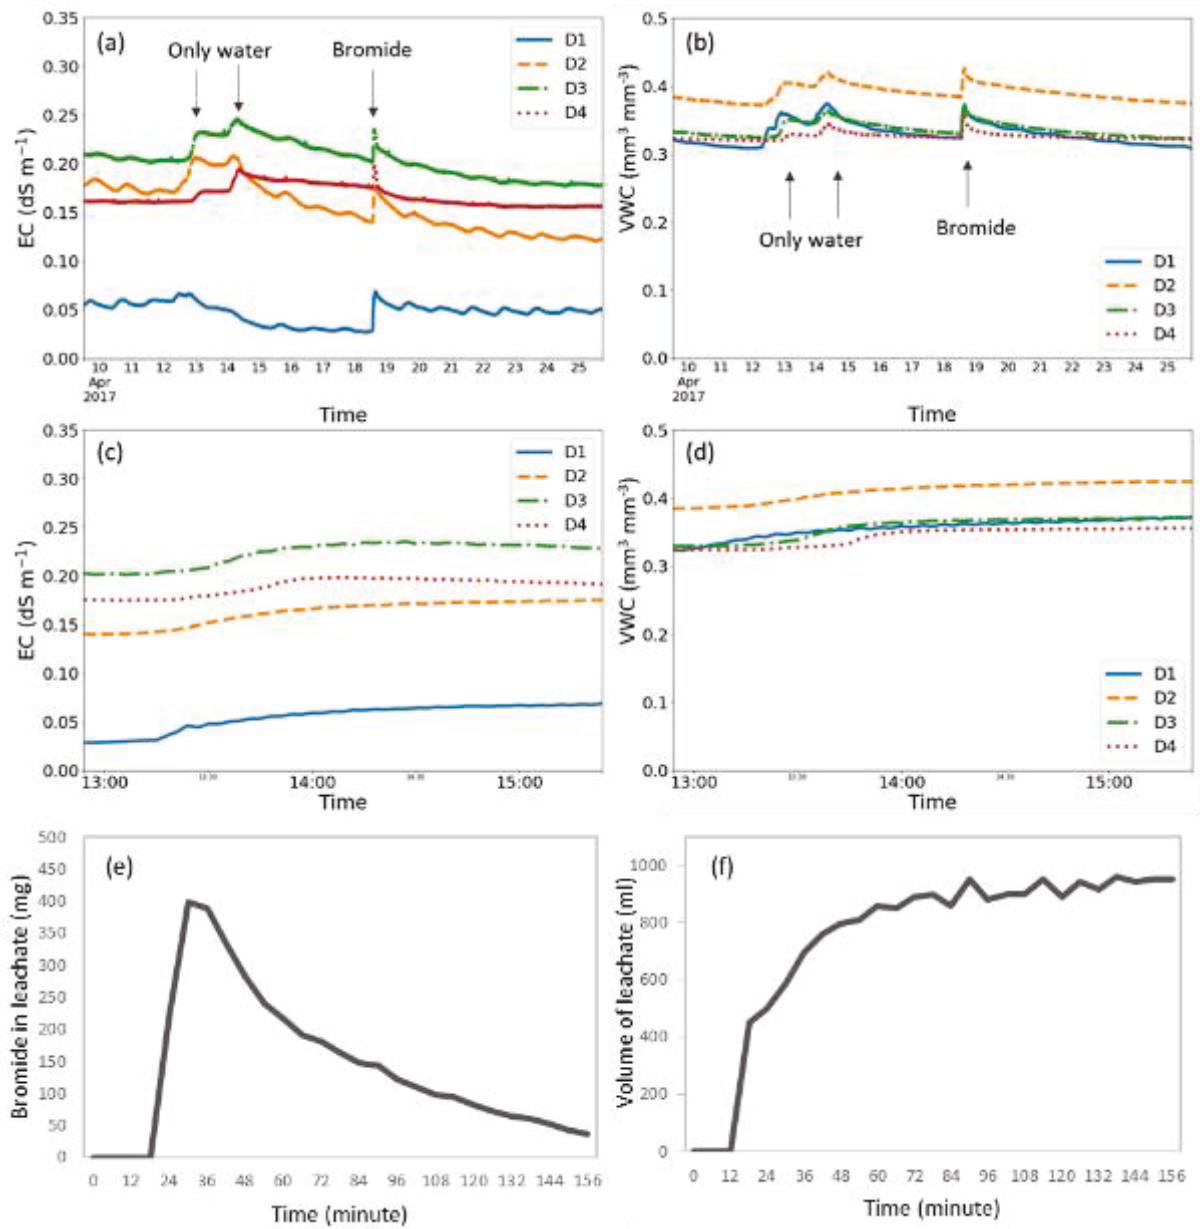 (a)
Only water
Bromide
D1
D2
D3
D4
0.35
0.30
0.25
0.20
0.15
0.10
0.05
0.00
EC (dS m⁻¹)
10 11 12 13 14 15 16 17 18 19 20 21 22 23 24 25
Apr
2017
Time
(b)
D1
D2
D3
D4
Only water
Bromide
0.5
0.4
0.3
0.2
0.1
0.0
VWC (mm³ mm⁻³)
10 11 12 13 14 15 16 17 18 19 20 21 22 23 24 25
Apr
2017
Time
(c)
D1
D2
D3
D4
0.35
0.30
0.25
0.20
0.15
0.10
0.05
0.00
EC (dS m⁻¹)
13:00 14:00 15:00
Time
(d)
D1
D2
D3
D4
0.5
0.4
0.3
0.2
0.1
0.0
VWC (mm³ mm⁻³)
13:00 14:00 15:00
Time
(e)
500
450
400
350
300
250
200
150
100
50
0
Bromide in leachate (mg)
0 12 24 36 48 60 72 84 96 108 120 132 144 156
Time (minute)
(f)
1000
800
600
400
200
0
Volume of leachate (ml)
0 12 24 36 48 60 72 84 96 108 120 132 144 156
Time (minute)